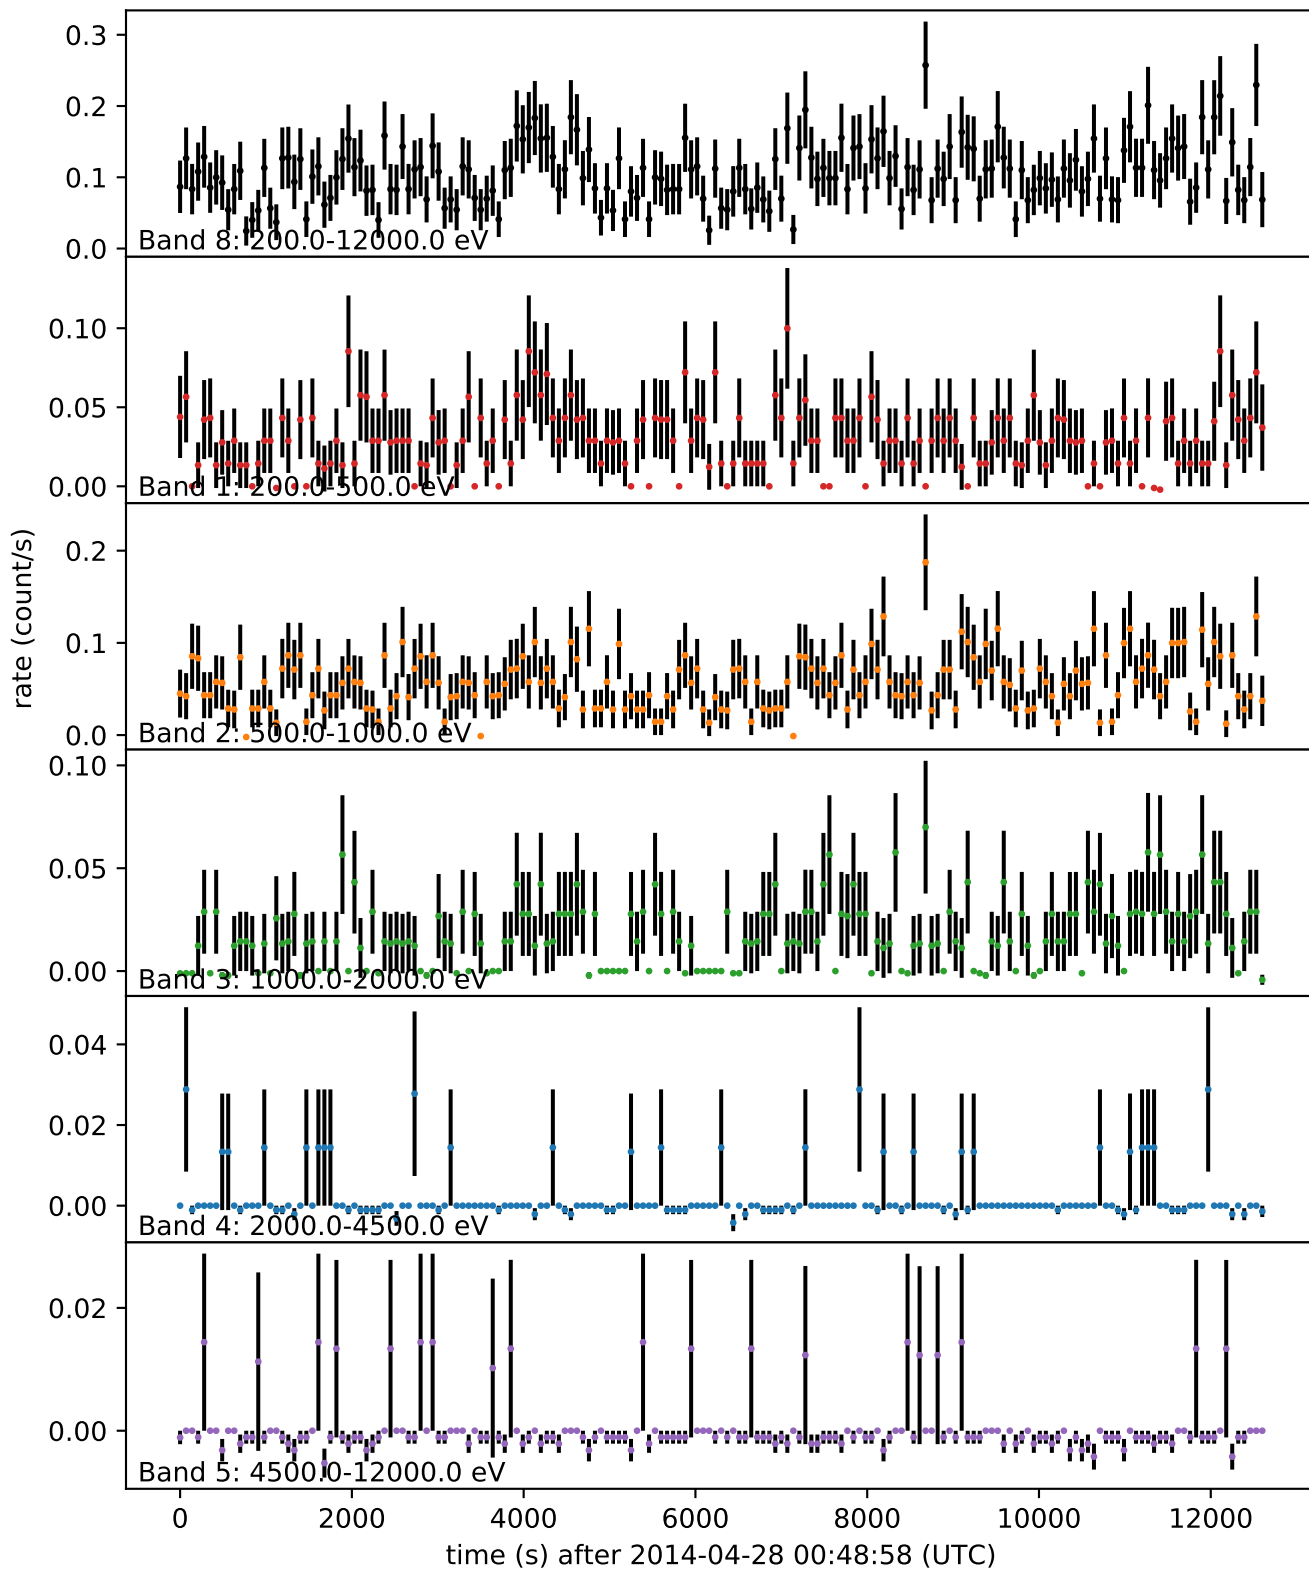 0.3
0.2
0.1
0.0
Band 8: 200.0-12000.0 eV
0.10
0.05
0.00
Band 1: 200.0-500.0 eV
rate (count/s)
0.2
0.1
0.0
Band 2: 500.0-1000.0 eV
0.10
0.05
0.00
Band 3: 1000.0-2000.0 eV
0.04
0.02
0.00
Band 4: 2000.0-4500.0 eV
0.02
0.00
Band 5: 4500.0-12000.0 eV
0 2000 4000 6000 8000 10000 12000
time (s) after 2014-04-28 00:48:58 (UTC)